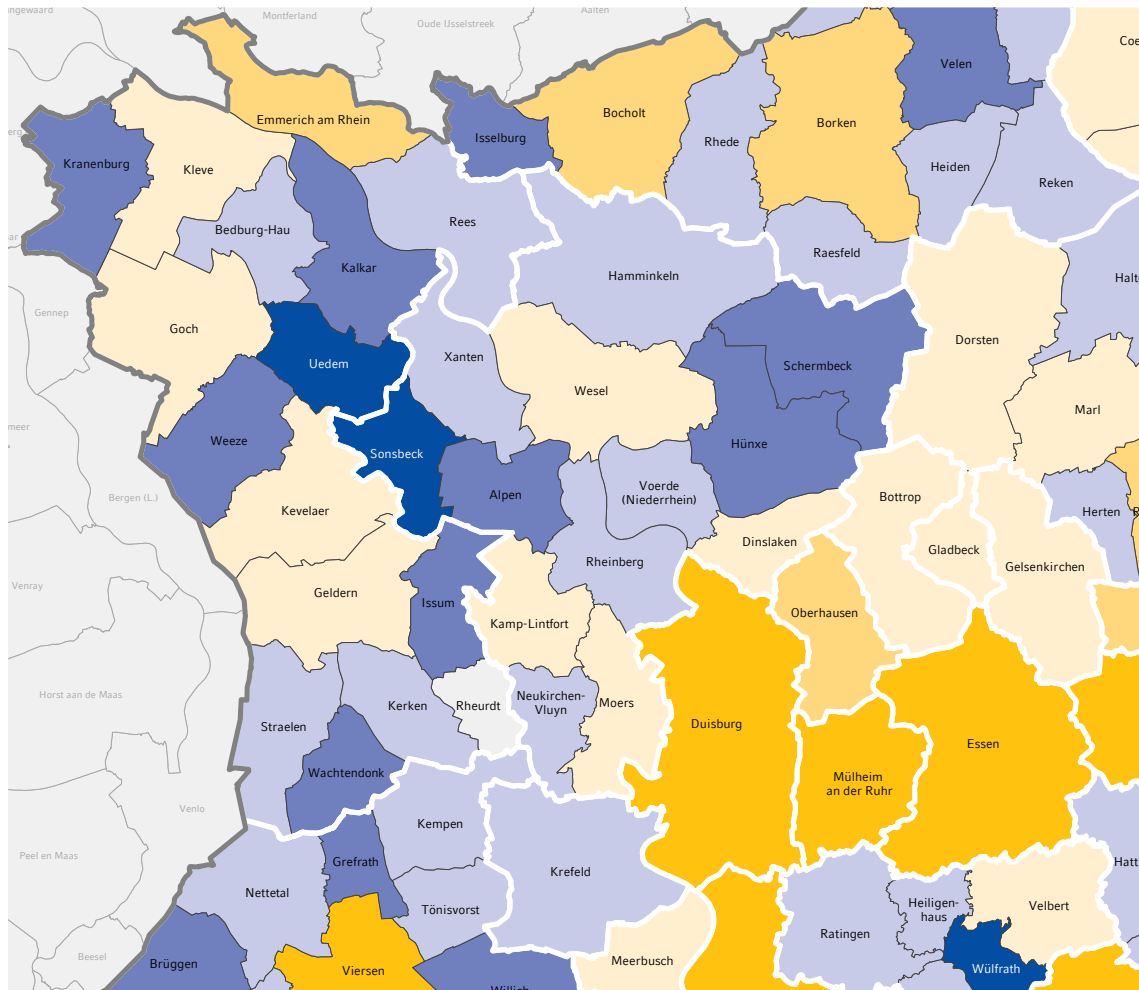 Montferland
Oude IJsselstreek
Aalten
Velen
Emmerich am Rhein
Bocholt
Borken
Isselburg
Rhede
Kranenburg
Kleve
Heiden
Reken
Bedburg-Hau
Rees
Raesfeld
Kalkar
Hamminkeln
Gennep
Goch
Dorsten
Uedem
Xanten
Schermbeck
Wesel
Marl
Weeze
Hünxe
Sonsbeck
Bergen (L.)
Alpen
Voerde
(Niederrhein)
Bottrop
Kevelaer
Herten
Dinslaken
Gladbeck
Rheinberg
Gelsenkirchen
Venray
Geldern
Issum
Oberhausen
Kamp-Lintfort
Horst aan de Maas
Neukirchen-
Vluyn
Moers
Kerken
Rheurdt
Straelen
Duisburg
Essen
Wachtendonk
Mülheim
an der Ruhr
Venlo
Kempen
Peel en Maas
Grefrath
Krefeld
Nettetal
Tönisvorst
Heiligen-
haus
Velbert
Ratingen
Beesel
Brüggen
Viersen
Meerbusch
Wülfrath